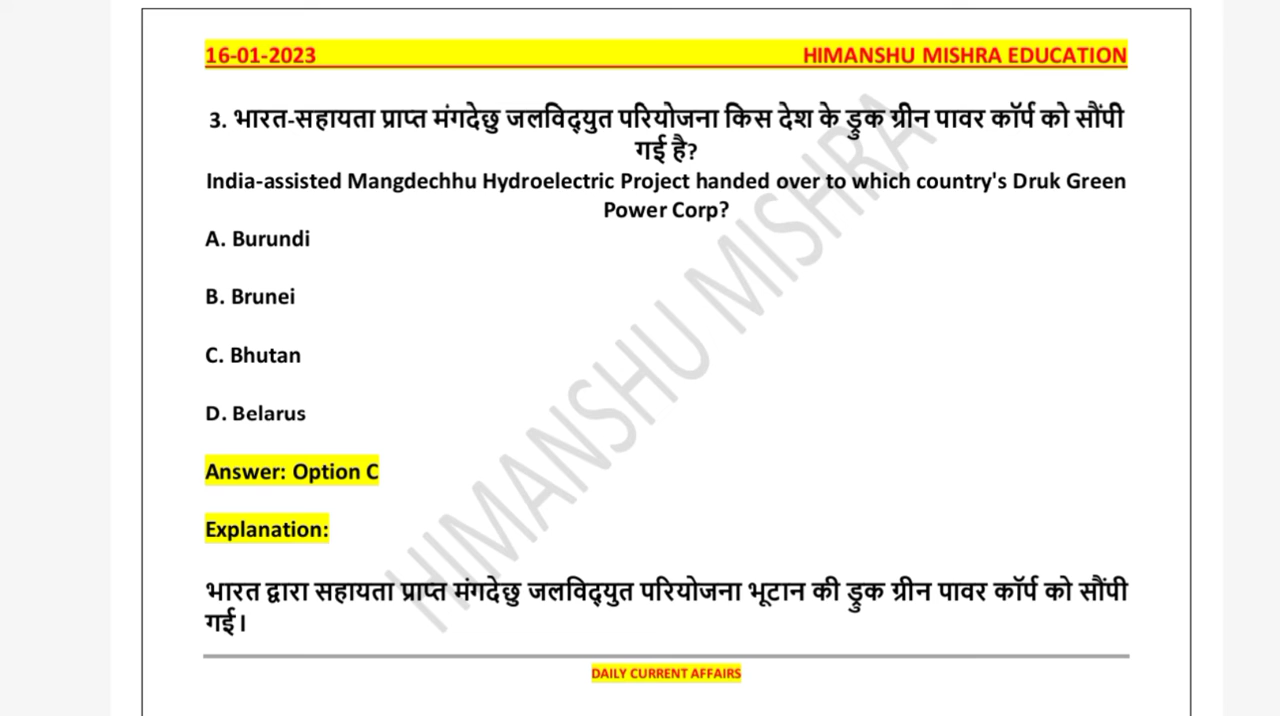 16-01-2023 HIMANSHU MISHRA EDUCATION
3. भारत-सहायता प्राप्त मंगदेछु जलविद्युत परियोजना किस देश के ड्रुक ग्रीन पावर कॉर्प को सौंपी
गई है?
India-assisted Mangdechhu Hydroelectric Project handed over to which country's Druk Green
Power Corp?
A. Burundi
B. Brunei
C. Bhutan
D. Belarus
Answer: Option C
Explanation:
भारत द्वारा सहायता प्राप्त मंगदेछु जलविद्युत परियोजना भूटान की ड्रुक ग्रीन पावर कॉर्प को सौंपी
गई।
DAILY CURRENT AFFAIRS
HIMANSHU MISHRA